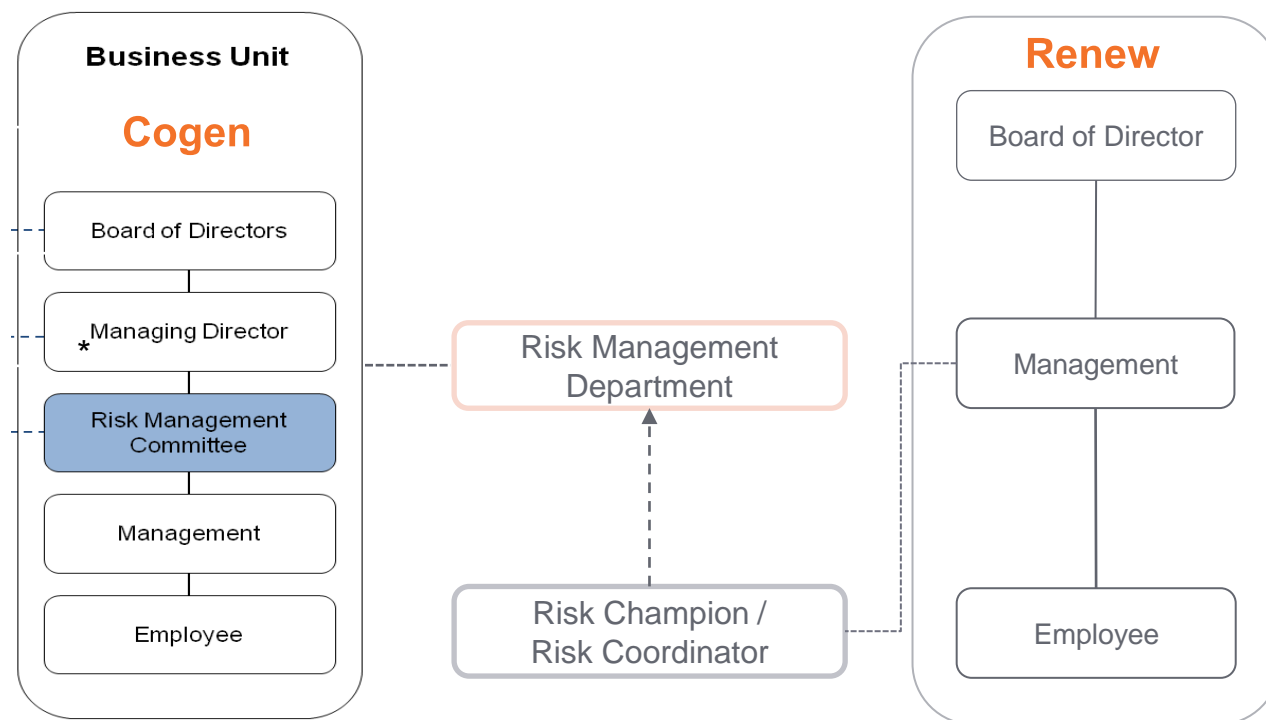 Business Unit
Cogen
Board of Directors
Managing Director
*
Risk Management
Committee
Management
Employee
Risk Management
Department
Risk Champion /
Risk Coordinator
Renew
Board of Director
Management
Employee